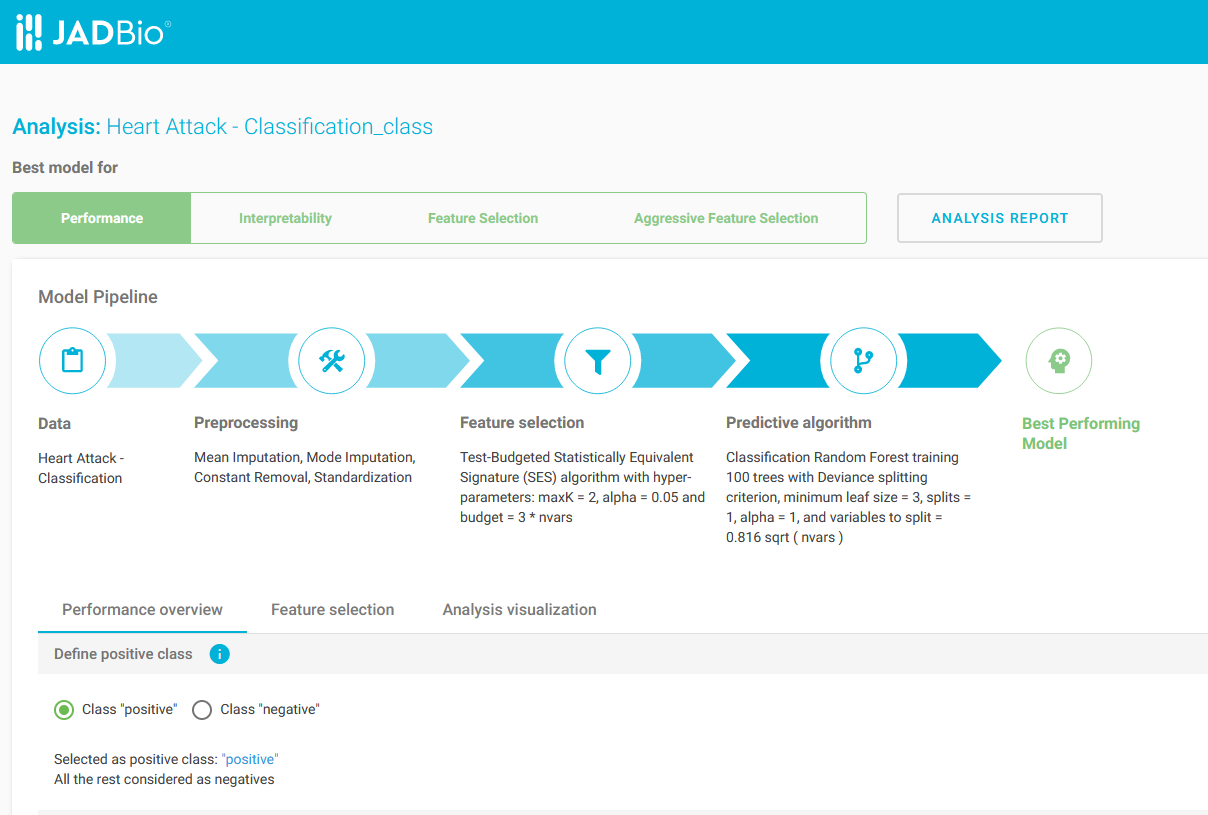 JADBio®
Analysis: Heart Attack - Classification_class
Best model for
Performance
Interpretability
Feature Selection
Aggressive Feature Selection
ANALYSIS REPORT
Model Pipeline
Data
Heart Attack -
Classification
Preprocessing
Mean Imputation, Mode Imputation,
Constant Removal, Standardization
Feature selection
Test-Budgeted Statistically Equivalent
Signature (SES) algorithm with hyper-
parameters: maxK = 2, alpha = 0.05 and
budget = 3 * nvars
Predictive algorithm
Classification Random Forest training
100 trees with Deviance splitting
criterion, minimum leaf size = 3, splits =
1, alpha = 1, and variables to split =
0.816 sqrt ( nvars )
Best Performing
Model
Performance overview
Feature selection
Analysis visualization
Define positive class
i
Class "positive"
Class "negative"
Selected as positive class: "positive"
All the rest considered as negatives